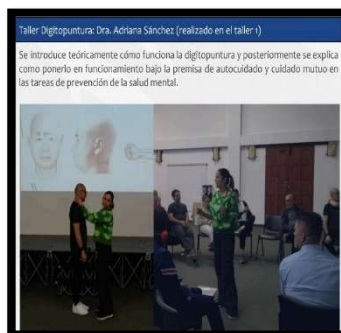 Taller Digitopuntura: Dra. Adriana Sánchez (realizado en el taller 1)
Se introduce teóricamente cómo funciona la digitopuntura y posteriormente se explica
como ponerlo en funcionamiento bajo la premisa de autocuidado y cuidado mutuo en
las tareas de prevención de la salud mental.